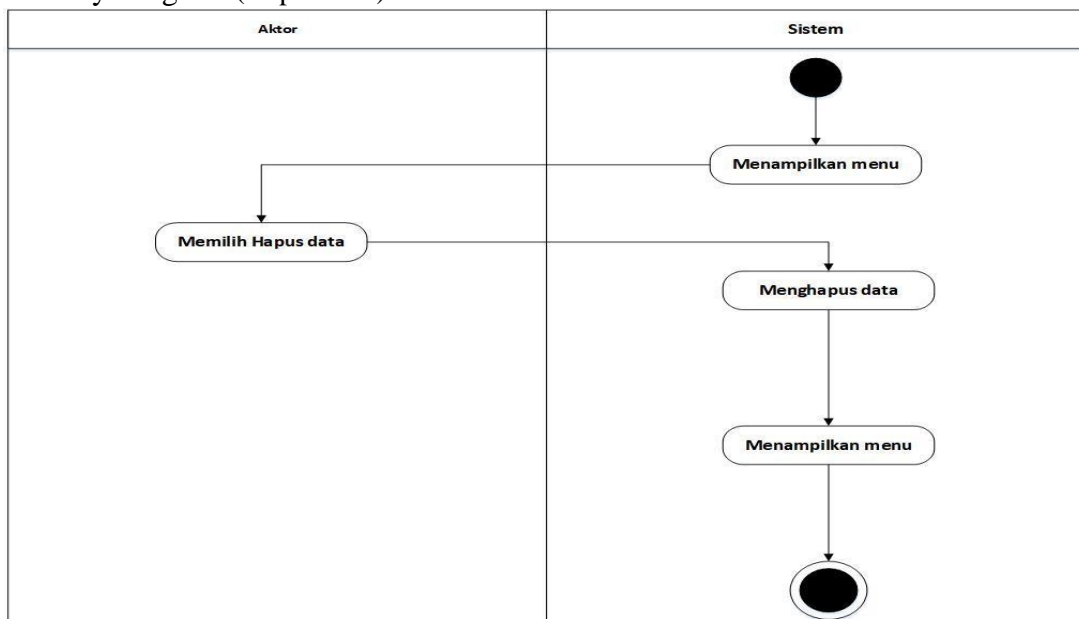 Aktor
Sistem
Menampilkan menu
Memilih Hapus data
Menghapus data
Menampilkan menu